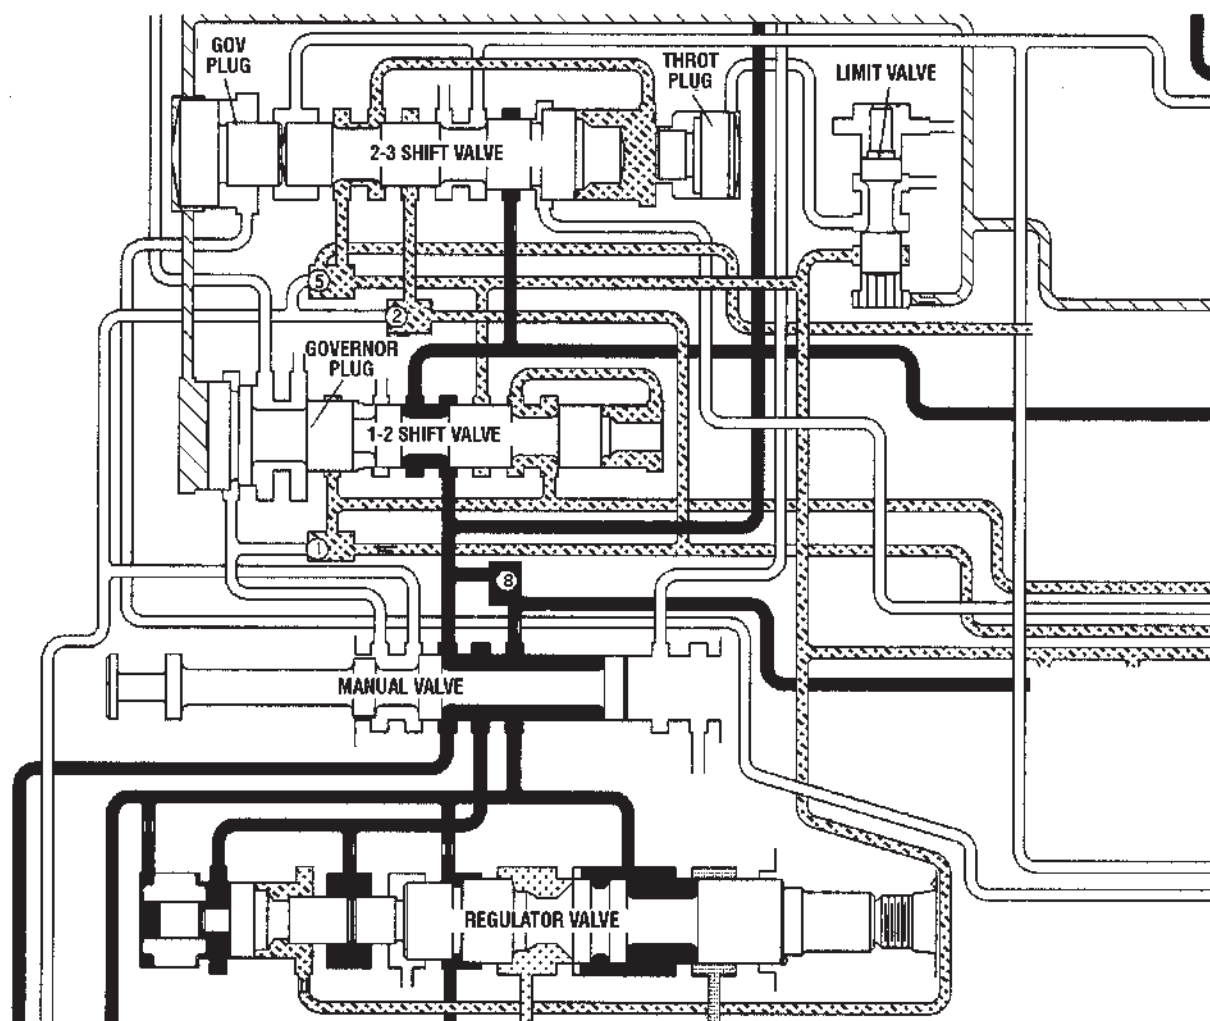 GOV
PLUG
THROT
PLUG
LIMIT VALVE
2-3 SHIFT VALVE
5
2
GOVERNOR
PLUG
1-2 SHIFT VALVE
1
8
MANUAL VALVE
REGULATOR VALVE